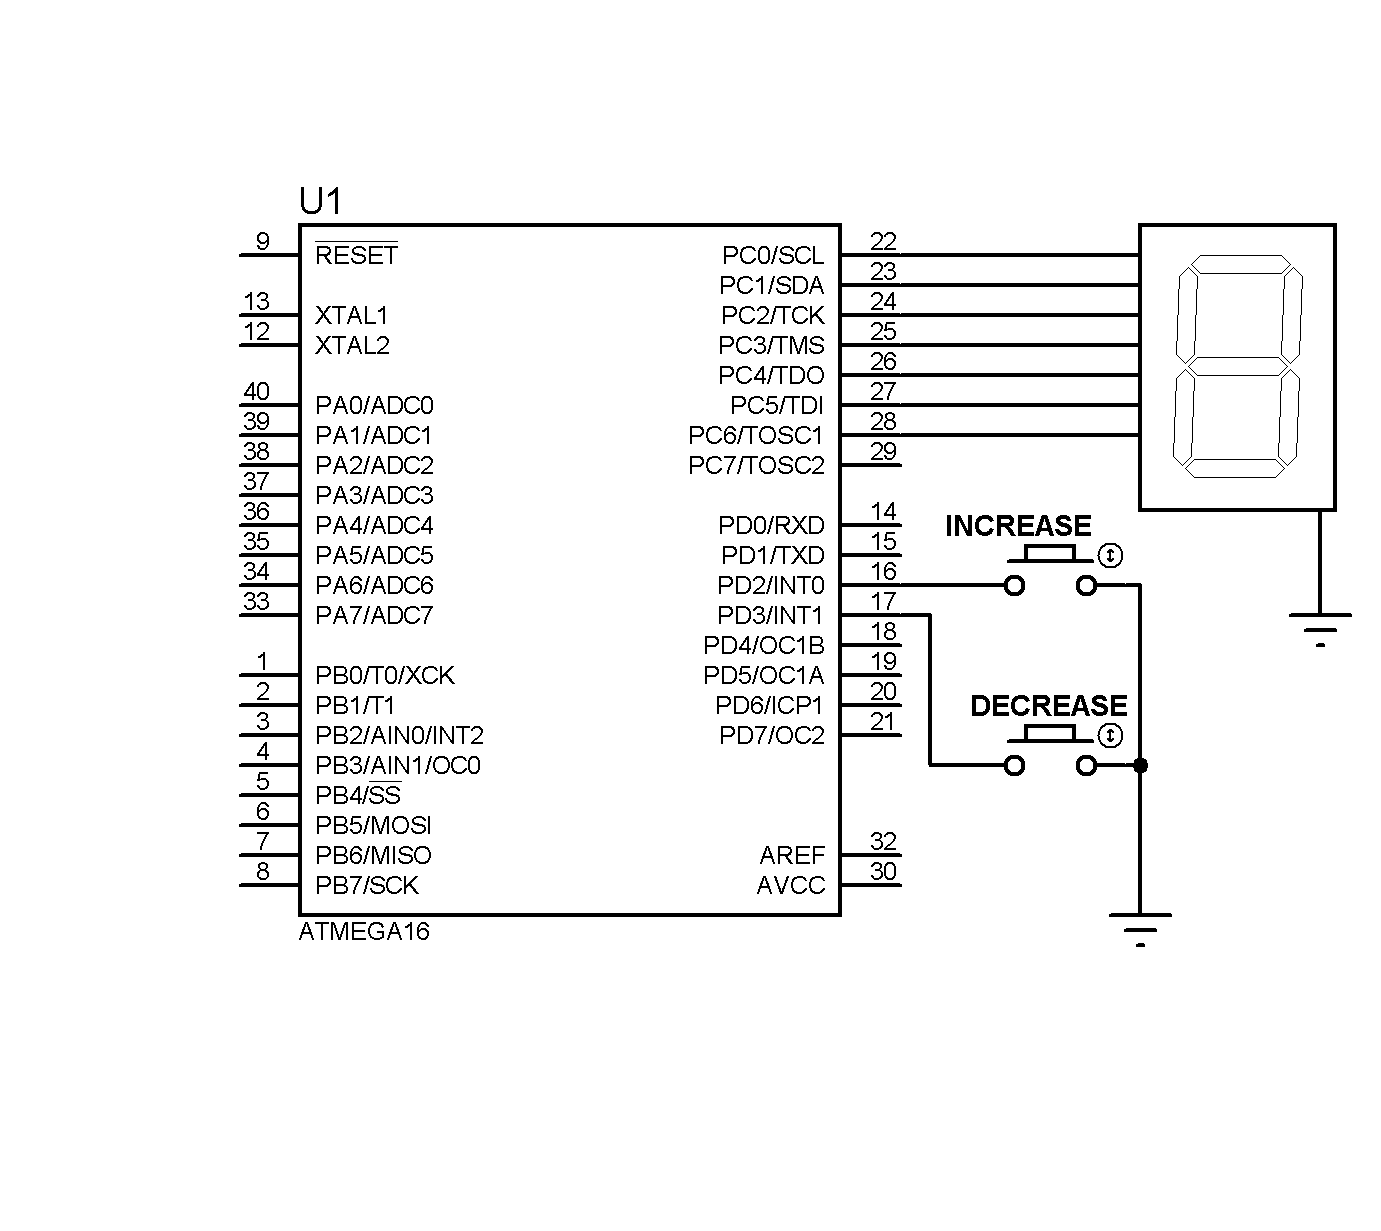 U1
9 RESET
13 XTAL1
12 XTAL2
40 PA0/ADC0
39 PA1/ADC1
38 PA2/ADC2
37 PA3/ADC3
36 PA4/ADC4
35 PA5/ADC5
34 PA6/ADC6
33 PA7/ADC7
1 PB0/T0/XCK
2 PB1/T1
3 PB2/AIN0/INT2
4 PB3/AIN1/OC0
5 PB4/SS
6 PB5/MOSI
7 PB6/MISO
8 PB7/SCK
PC0/SCL 22
PC1/SDA 23
PC2/TCK 24
PC3/TMS 25
PC4/TDO 26
PC5/TDI 27
PC6/TOSC1 28
PC7/TOSC2 29
PD0/RXD 14
PD1/TXD 15
PD2/INT0 16
PD3/INT1 17
PD4/OC1B 18
PD5/OC1A 19
PD6/ICP1 20
PD7/OC2 21
AREF 32
AVCC 30
ATMEGA16
INCREASE
DECREASE